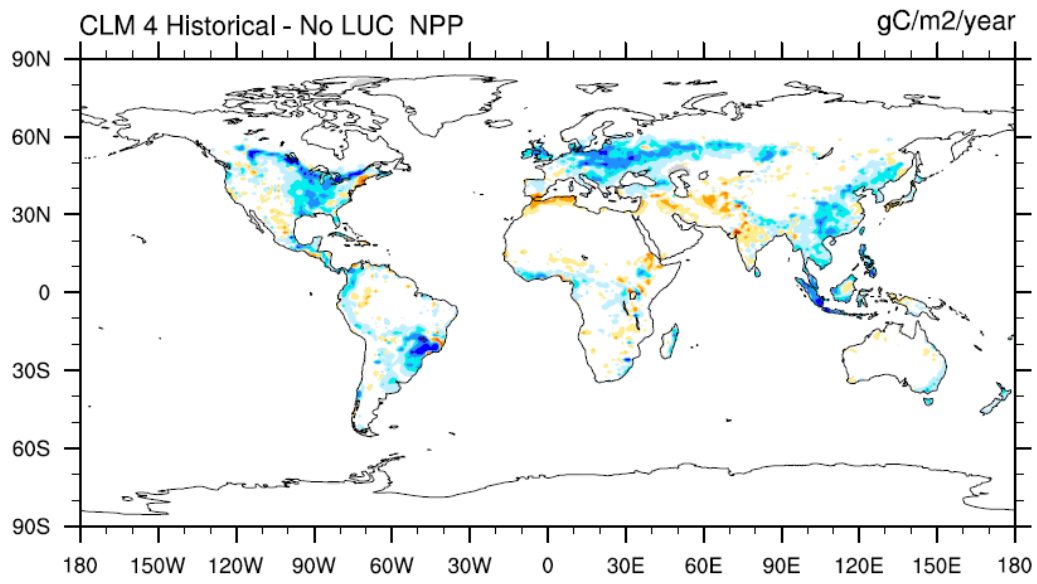 CLM 4 Historical - No LUC  NPP
gC/m2/year
90N
60N
30N
0
30S
60S
90S
180 150W 120W 90W 60W 30W 0 30E 60E 90E 120E 150E 180